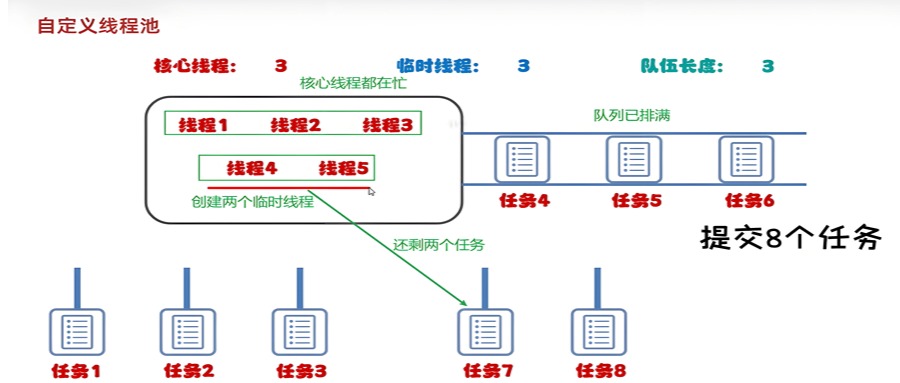 自定义线程池
核心线程： 3 临时线程： 3 队伍长度： 3
核心线程都在忙
队列已排满
线程1 线程2 线程3
线程4 线程5
创建两个临时线程
任务4 任务5 任务6
提交8个任务
还剩两个任务
任务1 任务2 任务3 任务7 任务8